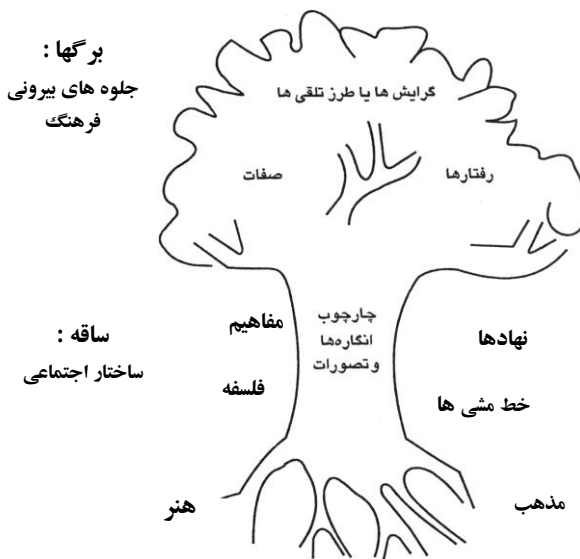 برگها :
جلوه های بیرونی
فرهنگ
گرایش ها یا طرز تلقی ها
رفتارها
صفات
ساقه :
ساختار اجتماعی
چارچوب
انگاره‌ها
و تصورات
مفاهیم
فلسفه
نهادها
خط مشی ها
مذهب
هنر